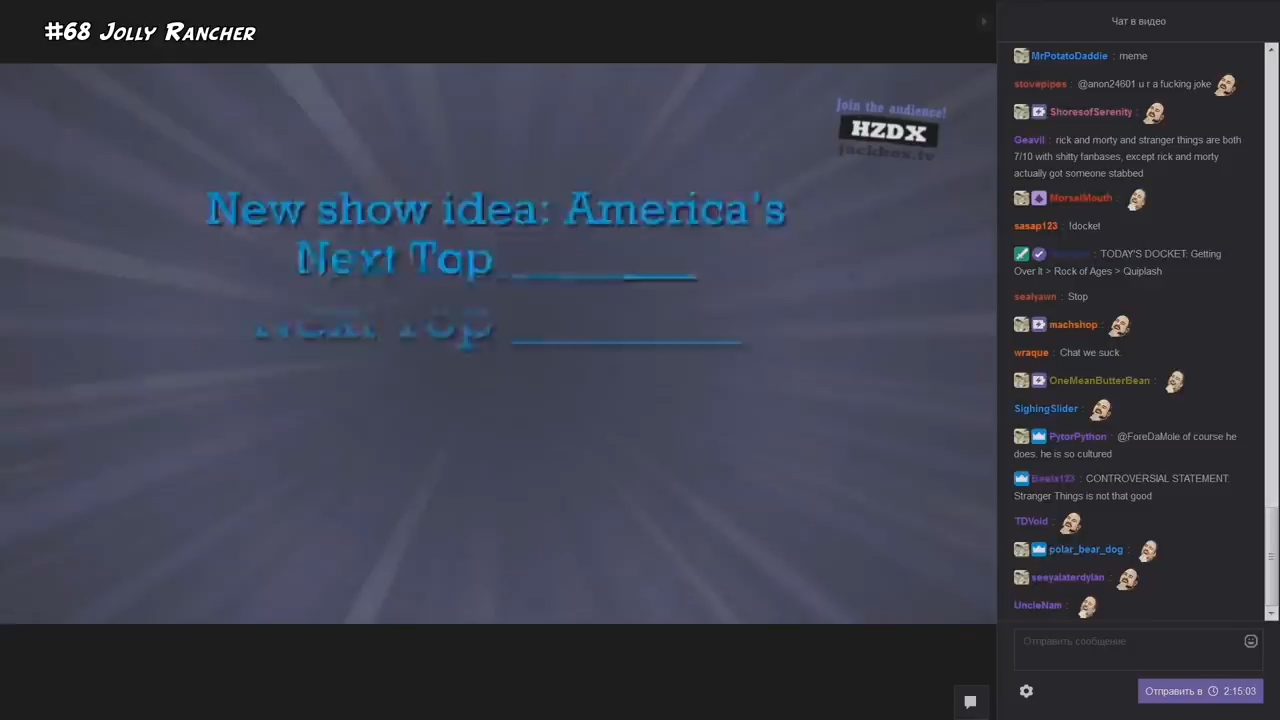 #68 JOLLY RANCHER
Join the audience!
HZDX
jackbox.tv
New show idea: America's
Next Top
Next Top
Чат в видео
MrPotatoDaddie : meme
stovepipes : @anon24601 u r a fucking joke
ShoresofSerenity :
Geavil : rick and morty and stranger things are both
7/10 with shitty fanbases, except rick and morty
actually got someone stabbed
MorselMouth :
sasap123 : !docket
: TODAY'S DOCKET: Getting
Over It > Rock of Ages > Quiplash
sealyawn : Stop
machshop :
wraque : Chat we suck.
OneMeanButterBean :
SighingSlider :
PytorPython : @ForeDaMole of course he
does. he is so cultured
: CONTROVERSIAL STATEMENT:
Stranger Things is not that good
TDVoid :
polar_bear_dog :
seeyalaterdylan :
UncleNam :
Отправить сообщение
Отправить в 2:15:03